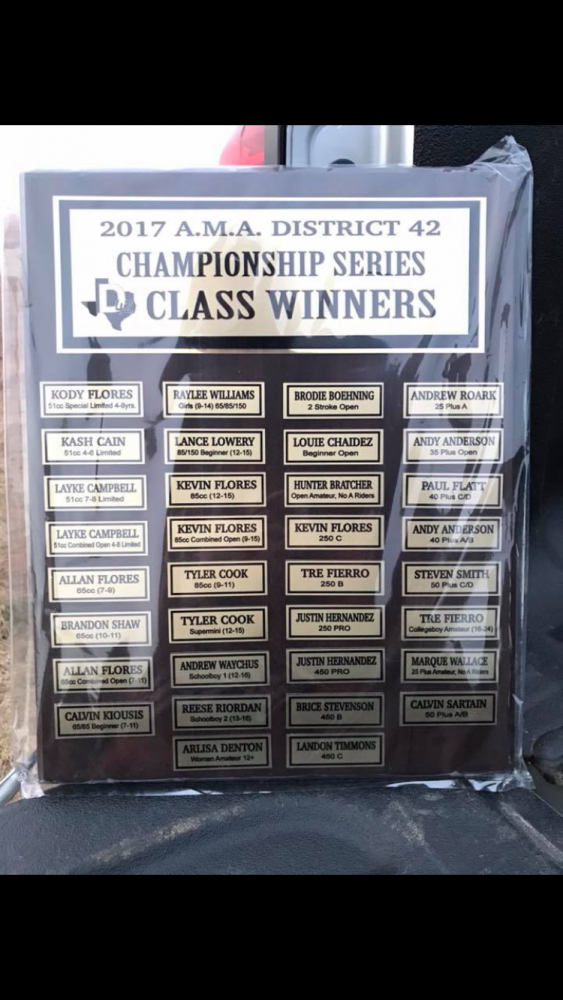 2017 A.M.A. DISTRICT 42
CHAMPIONSHIP SERIES
D
CLASS WINNERS
KODY FLORES
51cc Special Limited 4-8yrs.
KASH CAIN
51cc 4-6 Limited
LAYKE CAMPBELL
51cc 7-8 Limited
LAYKE CAMPBELL
51cc Combined Open 4-8 Limited
ALLAN FLORES
65cc (7-9)
BRANDON SHAW
65cc (10-11)
ALLAN FLORES
65cc Combined Open (7-11)
CALVIN KIOUSIS
65/85 Beginner (7-11)
RAYLEE WILLIAMS
Girls (9-14) 65/85/150
LANCE LOWERY
85/150 Beginner (12-15)
KEVIN FLORES
85cc (12-15)
KEVIN FLORES
85cc Combined Open (9-15)
TYLER COOK
85cc (9-11)
TYLER COOK
Supermini (12-15)
ANDREW WAYCHUS
Schoolboy 1 (12-16)
REESE RIORDAN
Schoolboy 2 (13-16)
ARLISA DENTON
Woman Amateur 12+
BRODIE BOEHNING
2 Stroke Open
LOUIE CHAIDEZ
Beginner Open
HUNTER BRATCHER
Open Amateur, No A Riders
KEVIN FLORES
250 C
TRE FIERRO
250 B
JUSTIN HERNANDEZ
250 PRO
JUSTIN HERNANDEZ
450 PRO
BRICE STEVENSON
450 B
LANDON TIMMONS
450 C
ANDREW ROARK
25 Plus A
ANDY ANDERSON
35 Plus Open
PAUL FLATT
40 Plus C/D
ANDY ANDERSON
40 Plus A/B
STEVEN SMITH
50 Plus C/D
TRE FIERRO
Collegeboy Amateur (16-24)
MARQUE WALLACE
25 Plus Amateur, No A Riders
CALVIN SARTAIN
50 Plus A/B